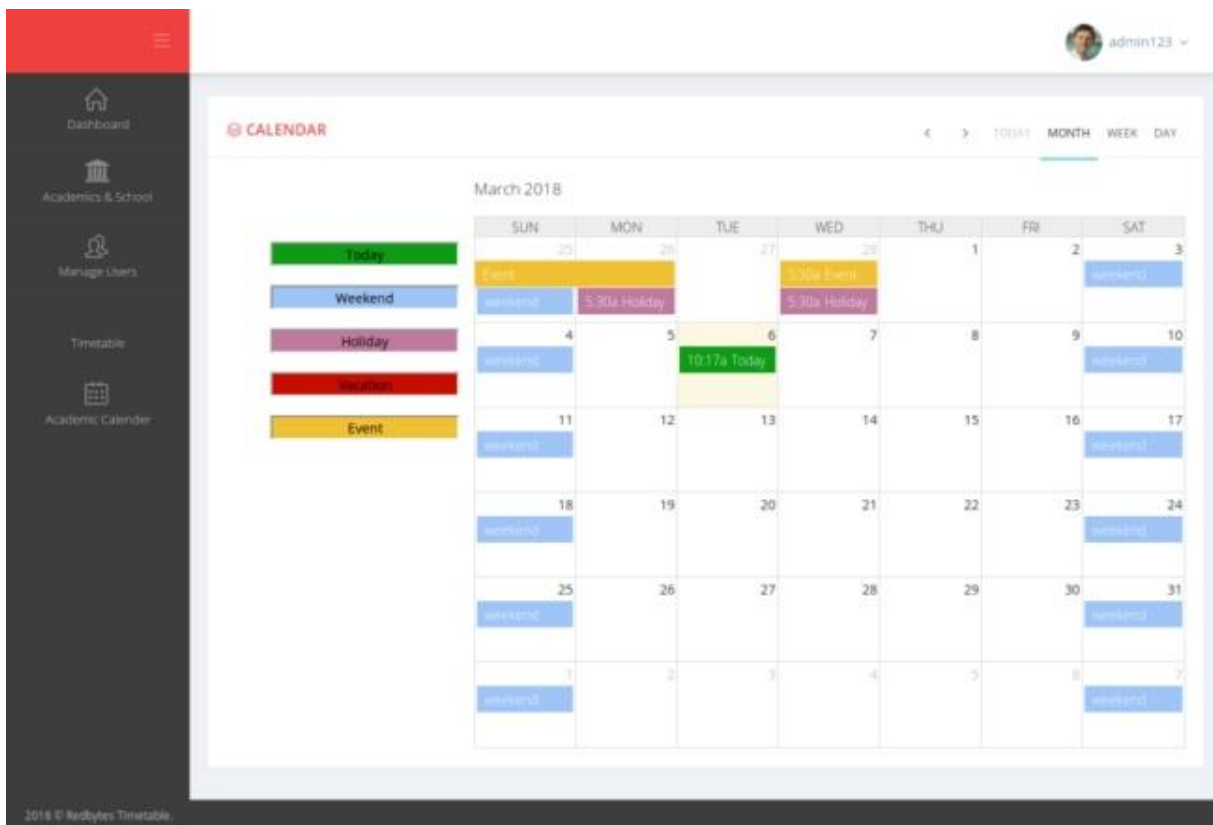 admin123
Dashboard
Academics & School
Manage Users
Timetable
Academic Calender
CALENDAR
TODAY MONTH WEEK DAY
March 2018
Today
Weekend
Holiday
Vacation
Event
SUN MON TUE WED THU FRI SAT
25 26 27 28 1 2 3
Event 5:30a Event weekend
weekend 5:30a Holiday 5:30a Holiday
4 5 6 7 8 9 10
weekend 10:17a Today weekend
11 12 13 14 15 16 17
weekend weekend
18 19 20 21 22 23 24
weekend weekend
25 26 27 28 29 30 31
weekend weekend
1 2 3 4 5 6 7
weekend weekend
2018 © Redbytes Timetable.